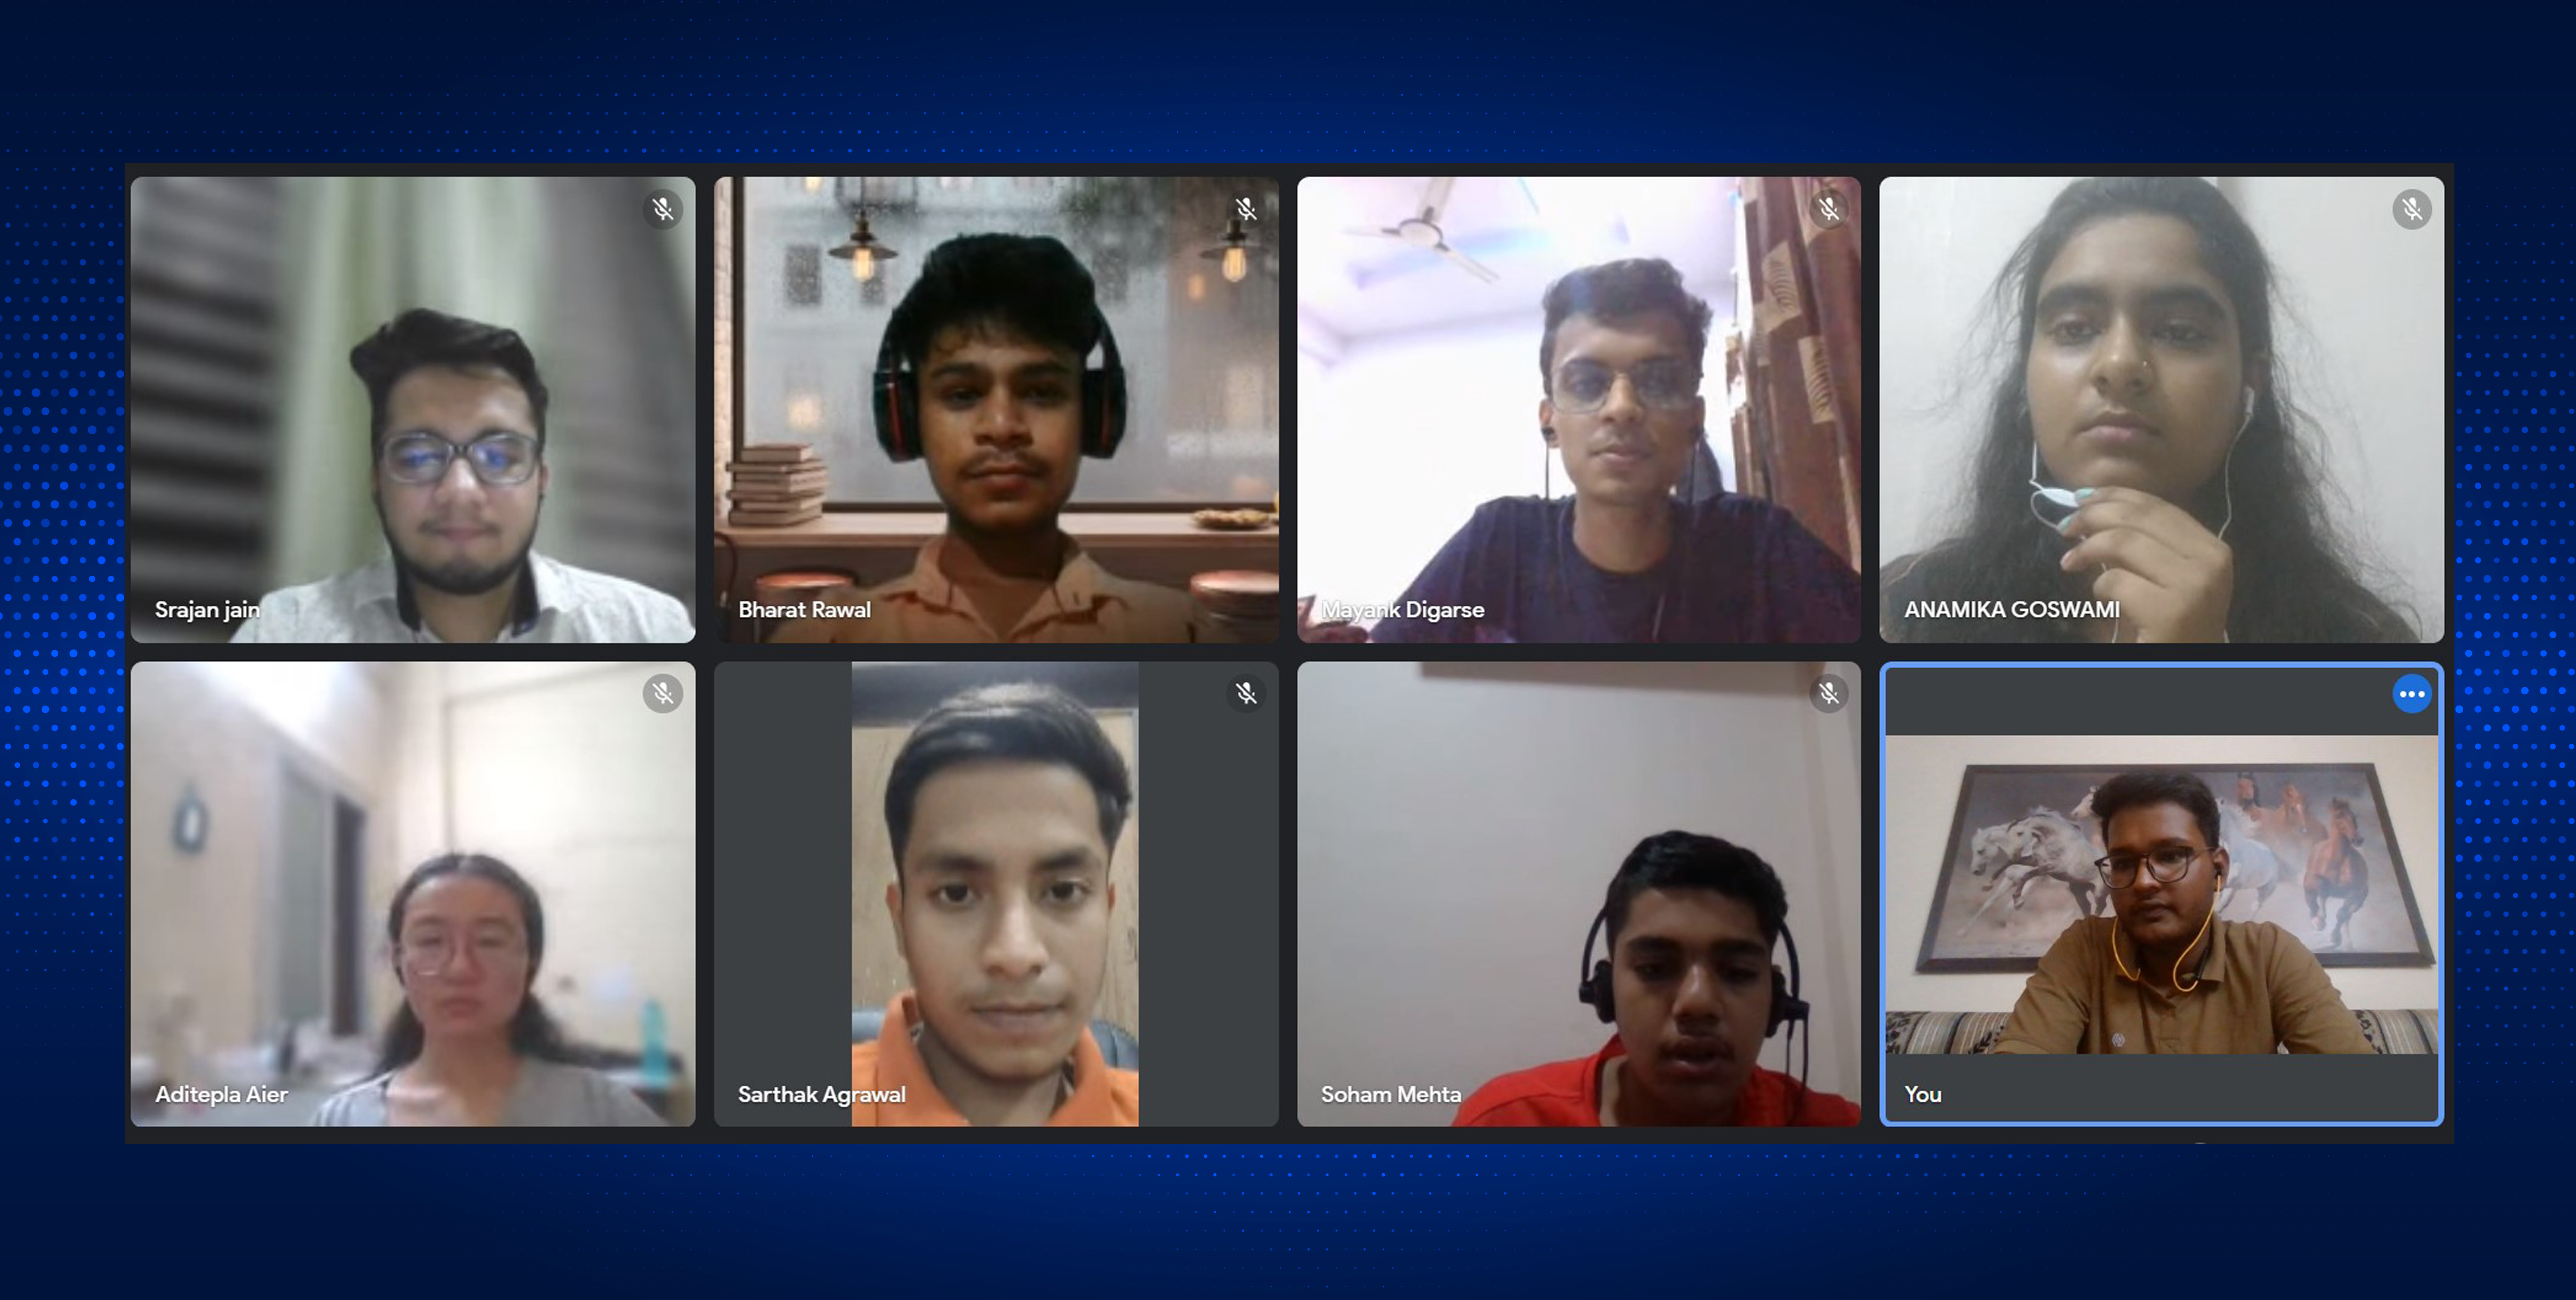 Srajan jain
Bharat Rawal
Mayank Digarse
ANAMIKA GOSWAMI
Aditepla Aier
Sarthak Agrawal
Soham Mehta
You